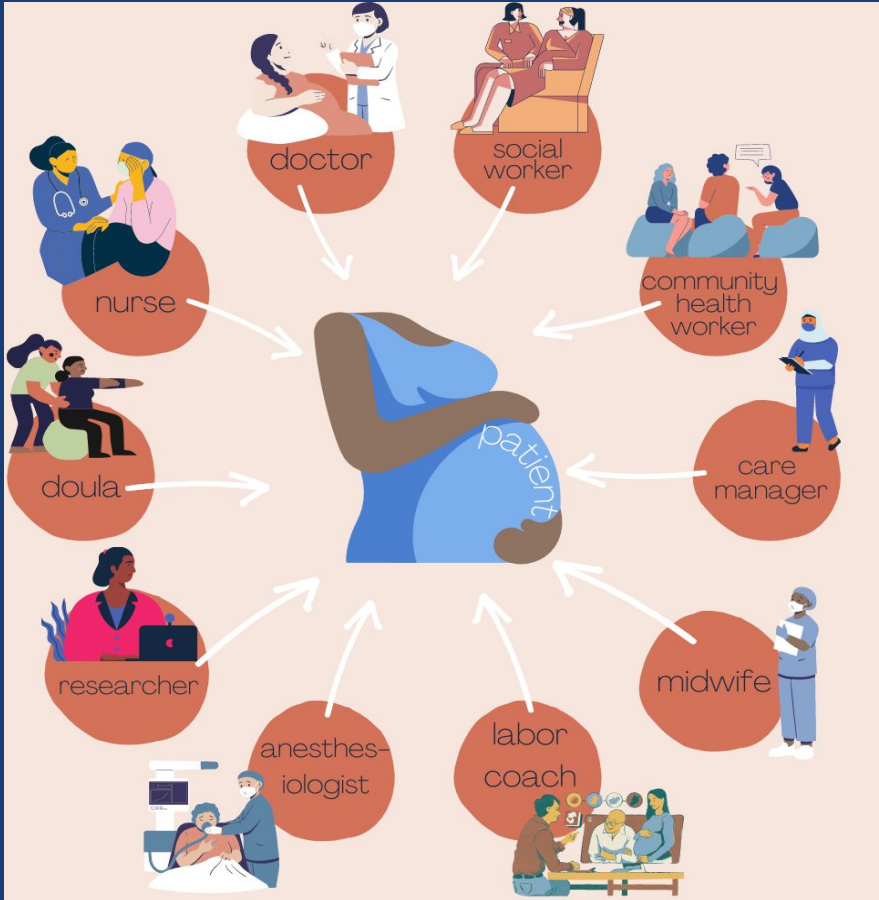 doctor
social
worker
community
health
worker
nurse
patient
doula
care
manager
researcher
midwife
anesthes-
iologist
labor
coach